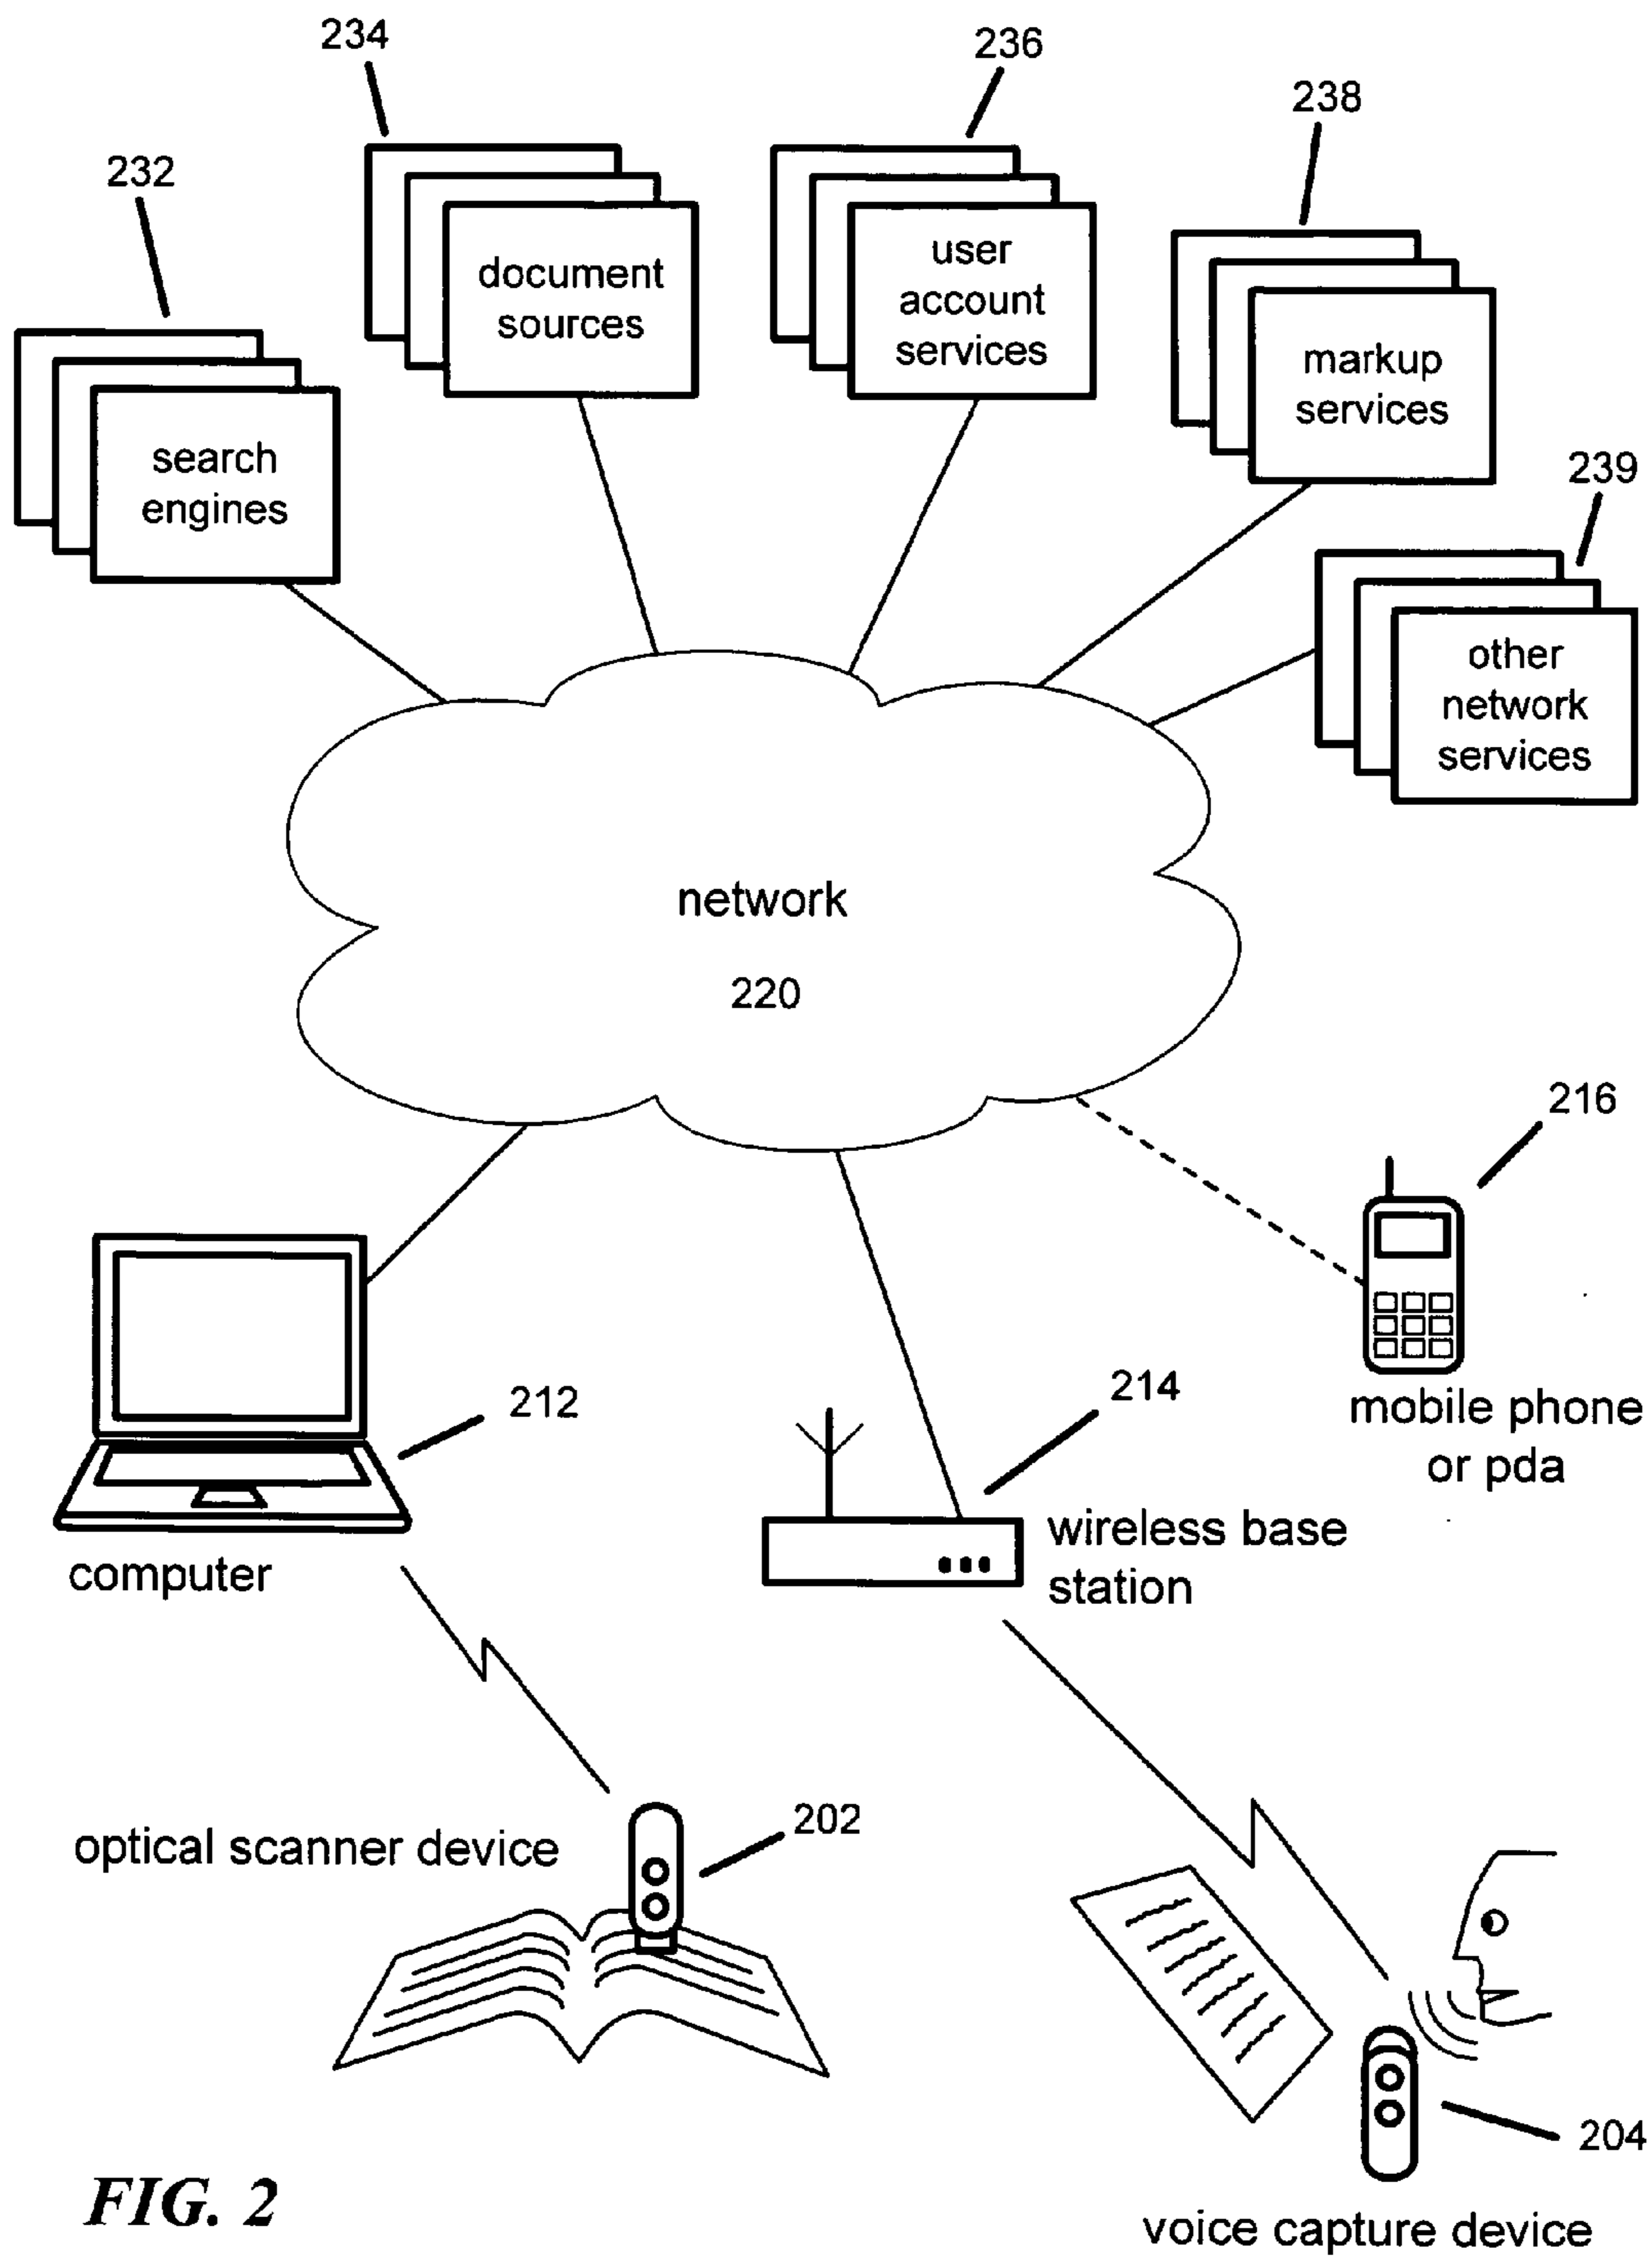 234
236
238
232
document
sources
user
account
services
markup
services
239
search
engines
other
network
services
network
220
216
mobile phone
or pda
212
214
wireless base
station
computer
optical scanner device
202
204
FIG. 2
voice capture device